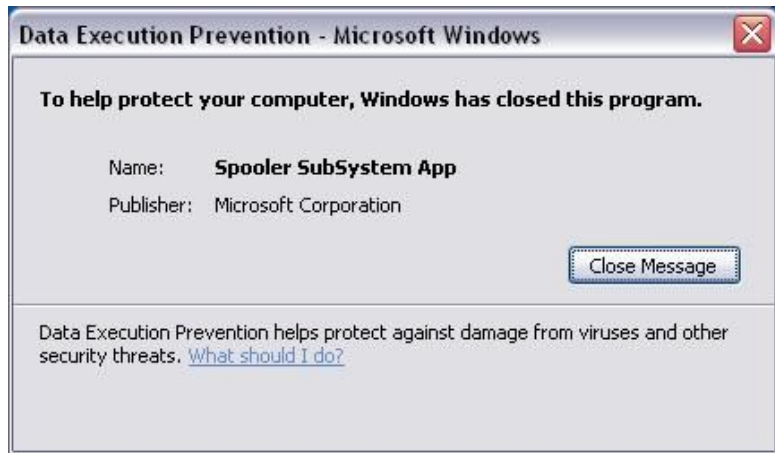 Data Execution Prevention - Microsoft Windows
To help protect your computer, Windows has closed this program.
Name: Spooler SubSystem App
Publisher: Microsoft Corporation
Close Message
Data Execution Prevention helps protect against damage from viruses and other
security threats. What should I do?